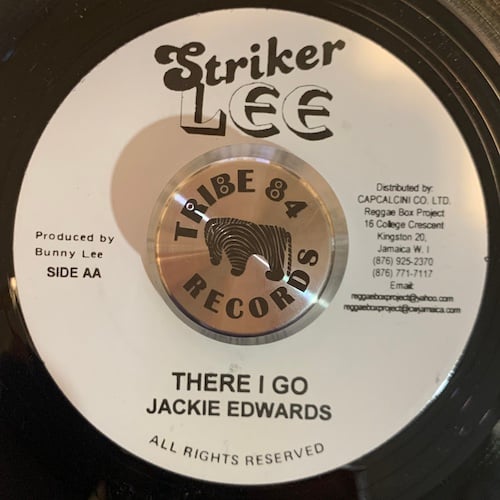 Striker
LEE
TRIBE 84
RECORDS
Produced by
Bunny Lee
SIDE AA
Distributed by:
CAPCALCINI CO. LTD.
Reggae Box Project
16 College Crescent
Kingston 20,
Jamaica W. I
(876) 925-2370
(876) 771-7117
Email:
reggaeboxproject@yahoo.com
reggaeboxproject@cwjamaica.com
THERE I GO
JACKIE EDWARDS
ALL RIGHTS RESERVED